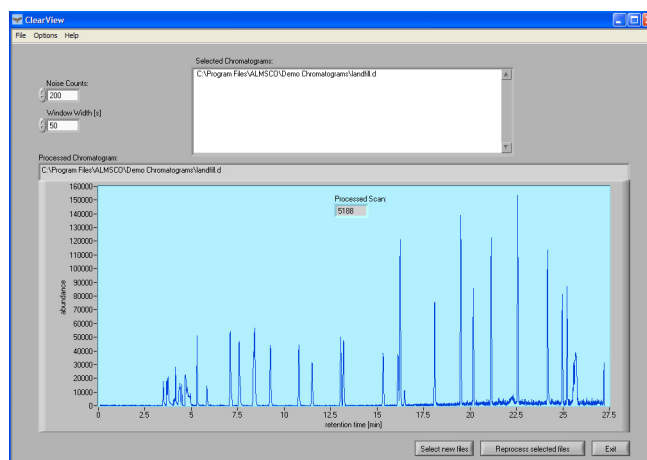 ClearView
File Options Help
Selected Chromatograms:
C:\Program Files\ALMSCO\Demo Chromatograms\landfill.d
Noise Counts:
200
Window Width [s]
50
Processed Chromatogram:
C:\Program Files\ALMSCO\Demo Chromatograms\landfill.d
Processed Scan:
5188
160000
150000
140000
130000
120000
110000
100000
90000
80000
70000
60000
50000
40000
30000
20000
10000
0
abundance
0 2.5 5 7.5 10 12.5 15 17.5 20 22.5 25 27.5
retention time [min]
Select new files Reprocess selected files Exit